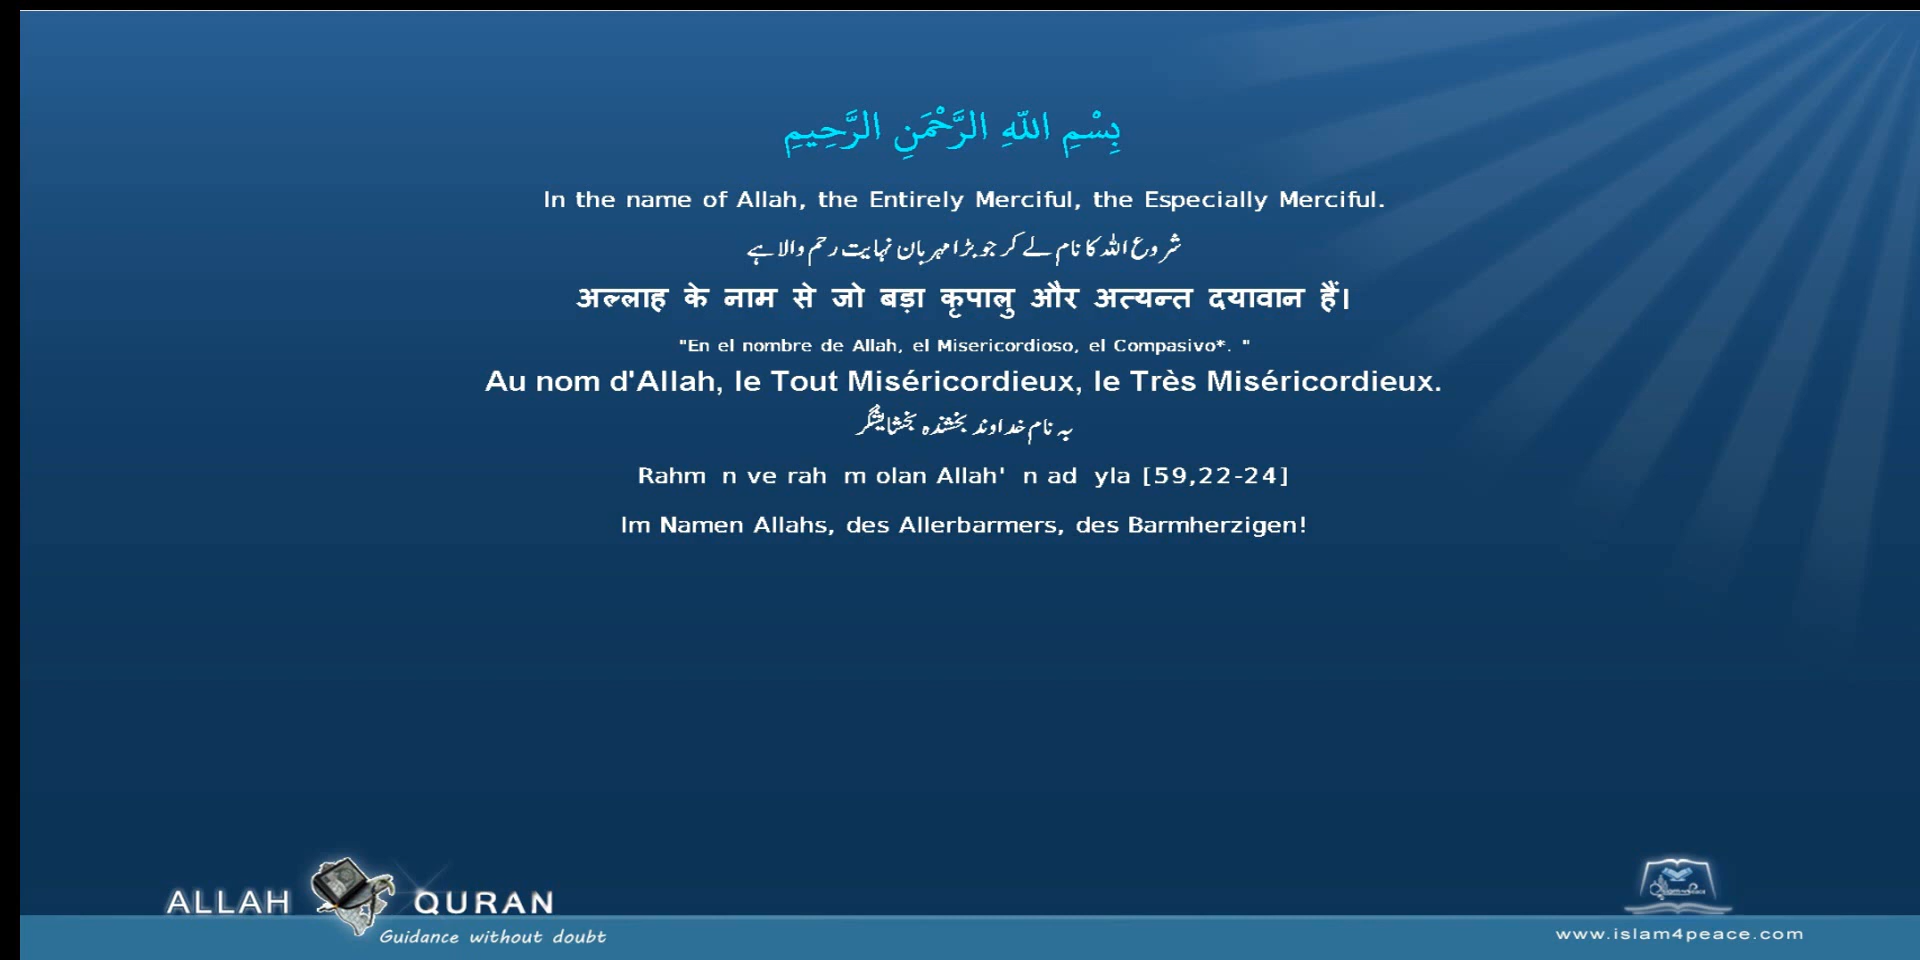 بِسْمِ اللَّهِ الرَّحْمَنِ الرَّحِيمِ
In the name of Allah, the Entirely Merciful, the Especially Merciful.
شروع الله کا نام لے کر جو بڑا مہربان نہایت رحم والا ہے
अल्लाह के नाम से जो बड़ा कृपालु और अत्यन्त दयावान हैं।
"En el nombre de Allah, el Misericordioso, el Compasivo*. "
Au nom d'Allah, le Tout Miséricordieux, le Très Miséricordieux.
به نام خداوند بخشنده بخشایشگر
Rahm n ve rah m olan Allah' n ad yla [59,22-24]
Im Namen Allahs, des Allerbarmers, des Barmherzigen!
ALLAH QURAN
Guidance without doubt
www.islam4peace.com